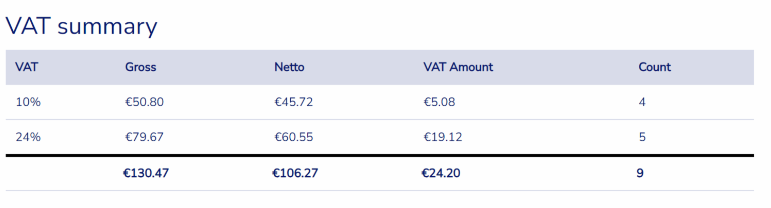 VAT summary
VAT Gross Netto VAT Amount Count
10% €50.80 €45.72 €5.08 4
24% €79.67 €60.55 €19.12 5
€130.47 €106.27 €24.20 9